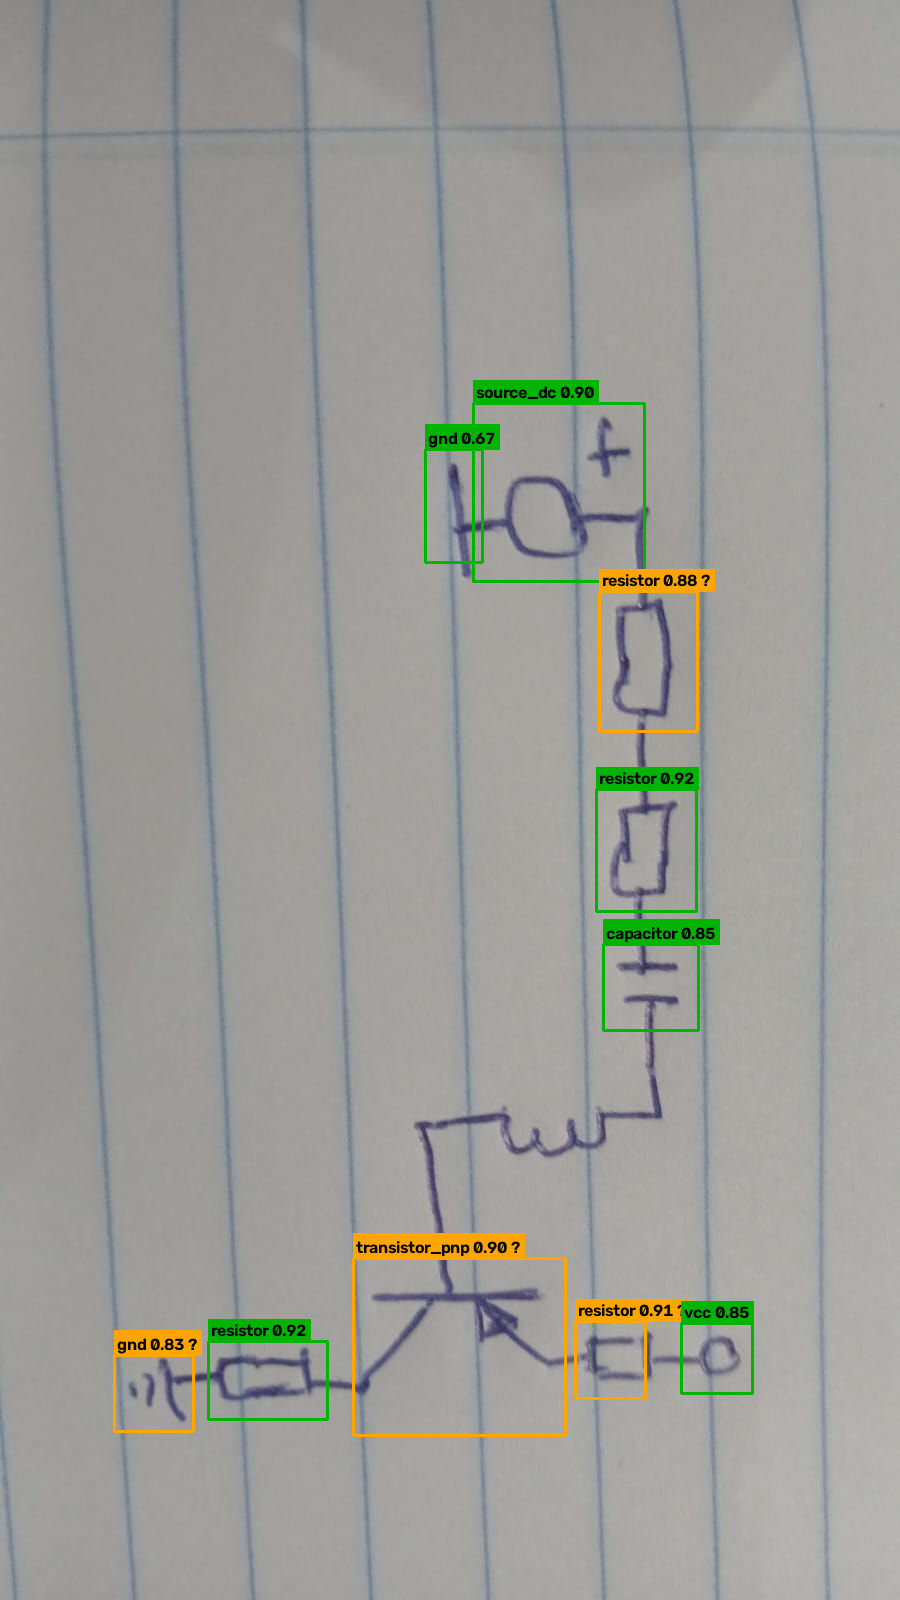 source_dc 0.90
gnd 0.67
+
resistor 0.88 ?
resistor 0.92
capacitor 0.85
transistor_pnp 0.90 ?
resistor 0.91 ?
vcc 0.85
resistor 0.92
gnd 0.83 ?